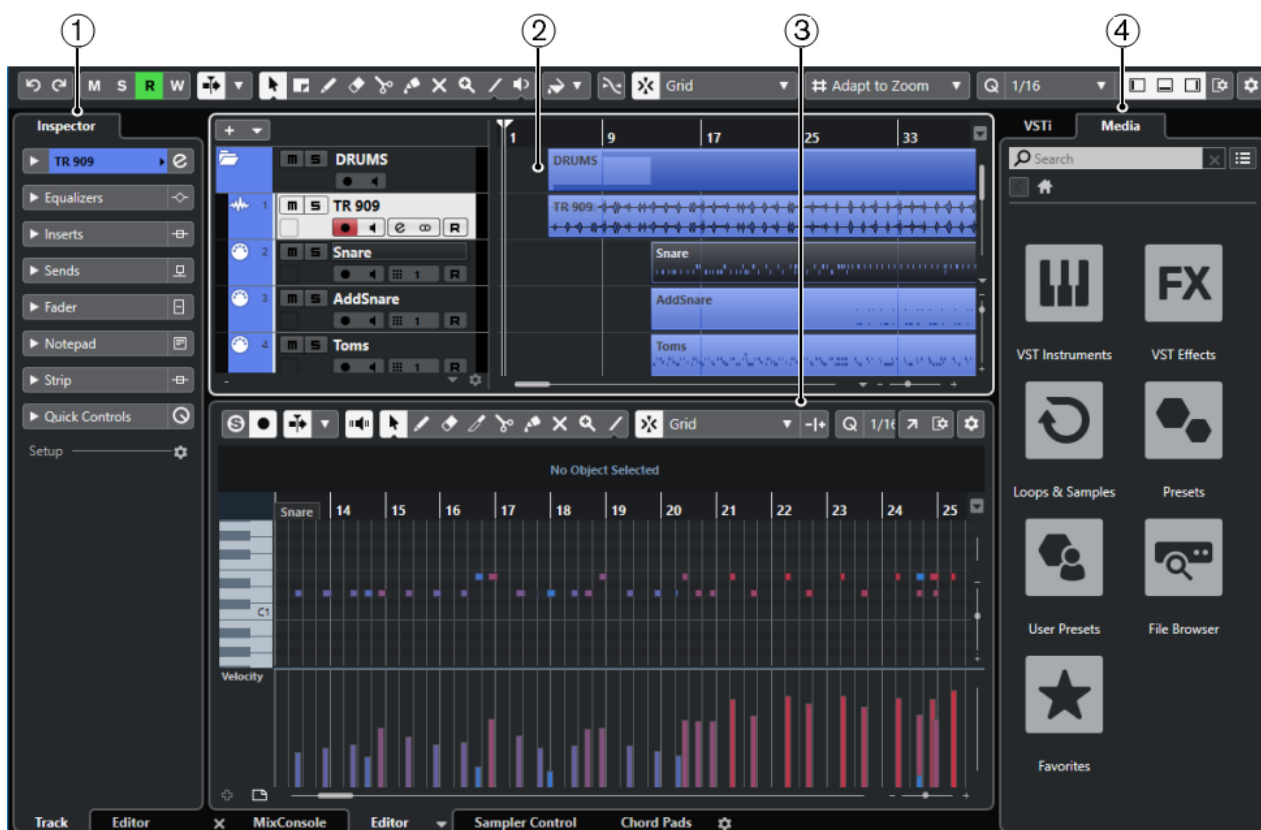 1 2 3 4
M S R W Grid Adapt to Zoom Q 1/16
Inspector
TR 909
Equalizers
Inserts
Sends
Fader
Notepad
Strip
Quick Controls
Setup
1 9 17 25 33
m S DRUMS
1 m S TR 909
R
2 m S Snare
1 R
3 m S AddSnare
1 R
4 m S Toms
1 R
DRUMS
TR 909
Snare
AddSnare
Toms
VSTi Media
Search
FX
VST Instruments VST Effects
Loops & Samples Presets
User Presets File Browser
Favorites
S Grid Q 1/16
No Object Selected
Snare 14 15 16 17 18 19 20 21 22 23 24 25
C1
Velocity
Track Editor MixConsole Editor Sampler Control Chord Pads